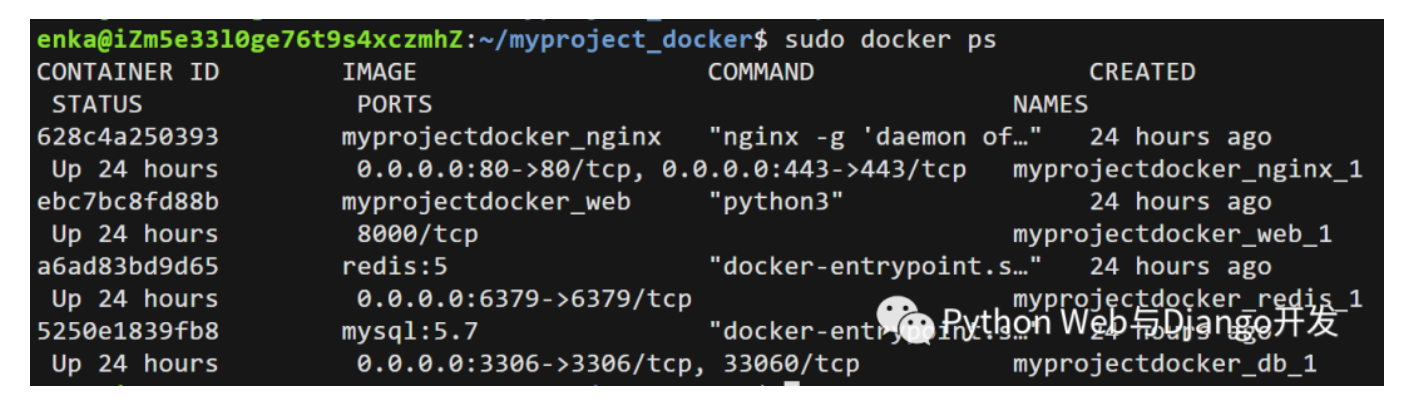 enka@iZm5e33l0ge76t9s4xczmhZ:~/myproject_docker$ sudo docker ps
CONTAINER ID IMAGE COMMAND CREATED
STATUS PORTS NAMES
628c4a250393 myprojectdocker_nginx "nginx -g 'daemon of…" 24 hours ago
Up 24 hours 0.0.0.0:80->80/tcp, 0.0.0.0:443->443/tcp myprojectdocker_nginx_1
ebc7bc8fd88b myprojectdocker_web "python3" 24 hours ago
Up 24 hours 8000/tcp myprojectdocker_web_1
a6ad83bd9d65 redis:5 "docker-entrypoint.s…" 24 hours ago
Up 24 hours 0.0.0.0:6379->6379/tcp myprojectdocker_redis_1
5250e1839fb8 mysql:5.7 "docker-entrypoint.s…" 24 hours ago
Up 24 hours 0.0.0.0:3306->3306/tcp, 33060/tcp myprojectdocker_db_1
Python Web与Django开发